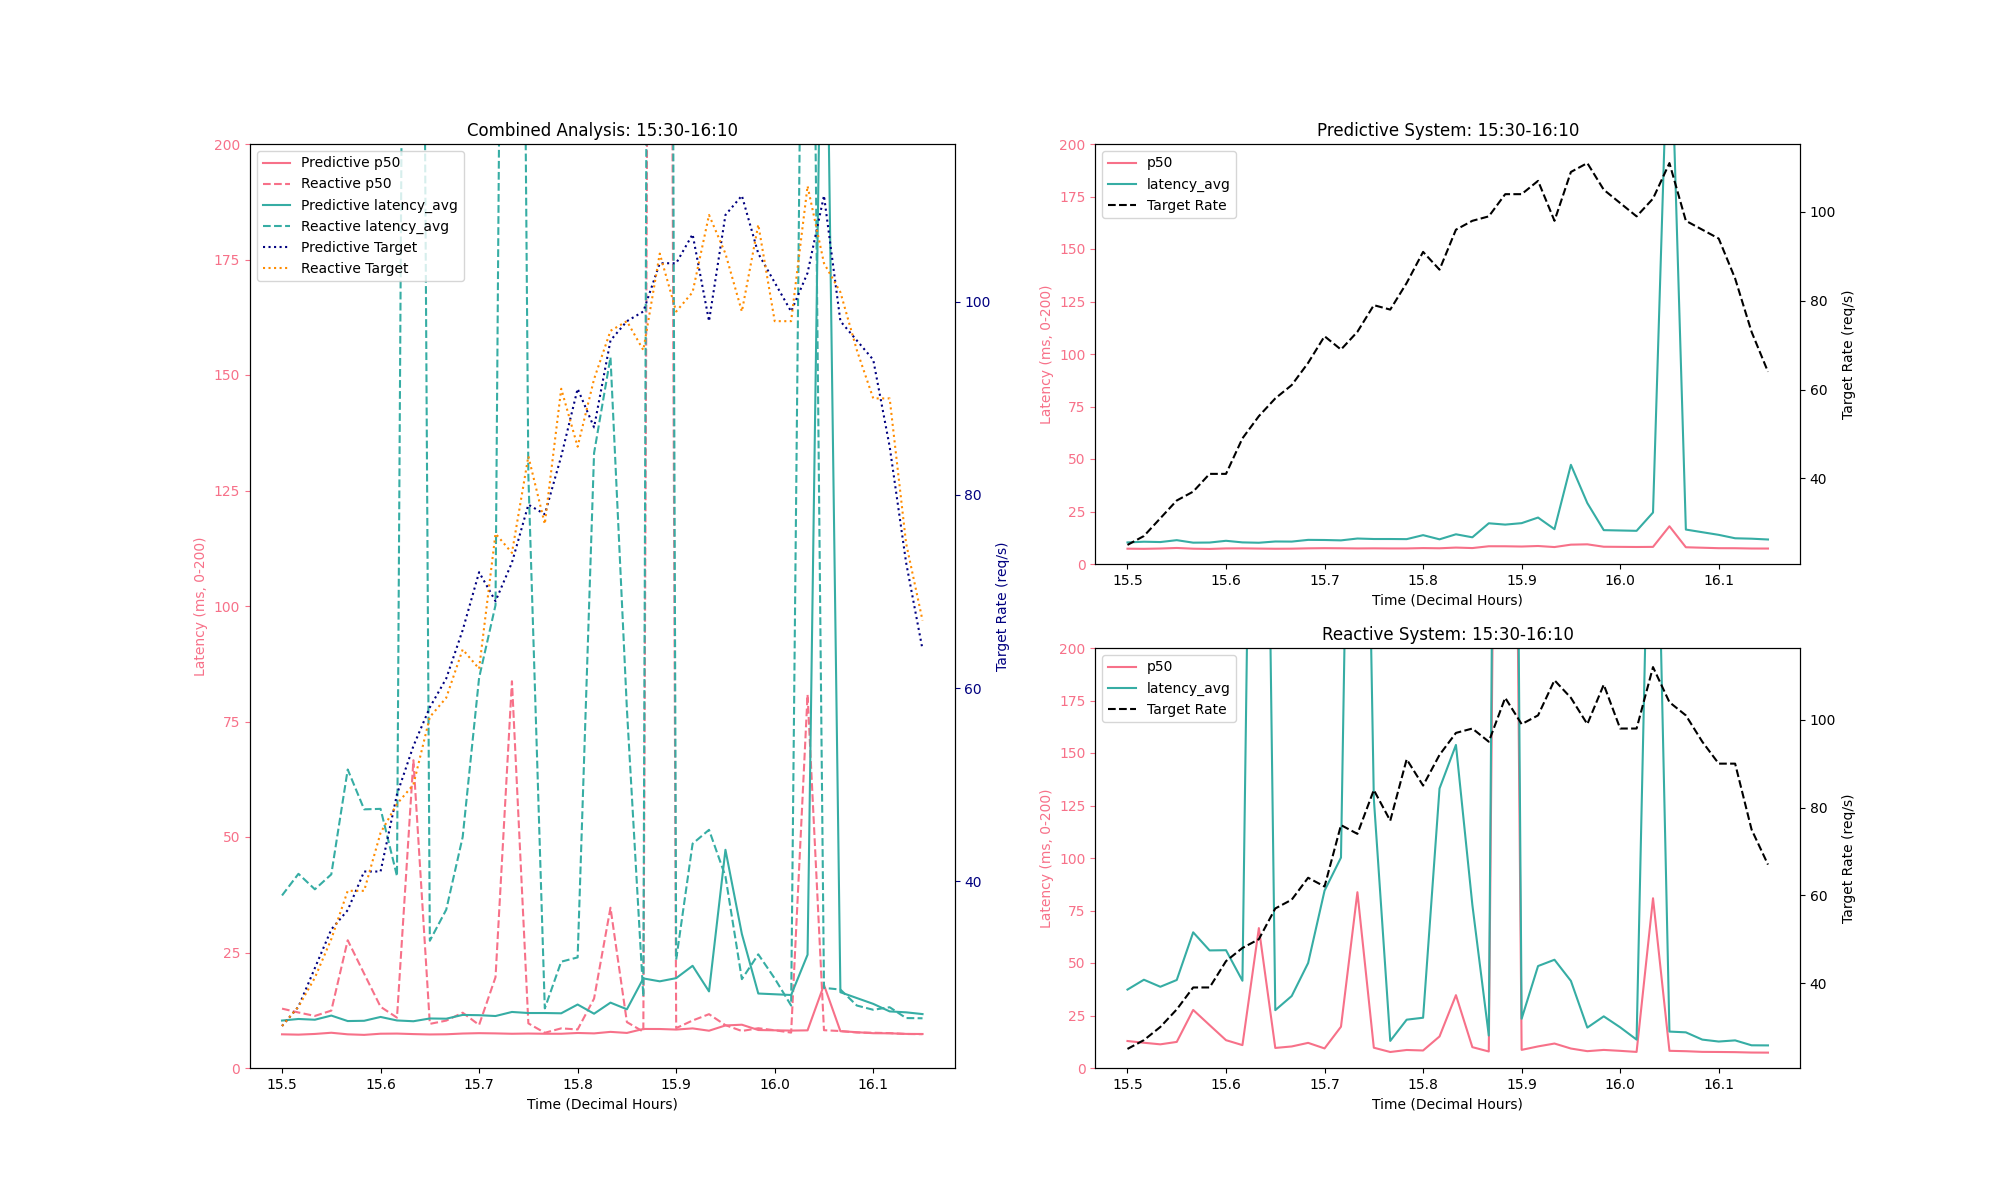 Combined Analysis: 15:30-16:10
Predictive p50
Reactive p50
Predictive latency_avg
Reactive latency_avg
Predictive Target
Reactive Target
200
175
150
125
100
75
50
25
0
Latency (ms, 0-200)
100
80
60
40
Target Rate (req/s)
15.5 15.6 15.7 15.8 15.9 16.0 16.1
Time (Decimal Hours)
Predictive System: 15:30-16:10
p50
latency_avg
Target Rate
200
175
150
125
100
75
50
25
0
Latency (ms, 0-200)
100
80
60
40
Target Rate (req/s)
15.5 15.6 15.7 15.8 15.9 16.0 16.1
Time (Decimal Hours)
Reactive System: 15:30-16:10
p50
latency_avg
Target Rate
200
175
150
125
100
75
50
25
0
Latency (ms, 0-200)
100
80
60
40
Target Rate (req/s)
15.5 15.6 15.7 15.8 15.9 16.0 16.1
Time (Decimal Hours)